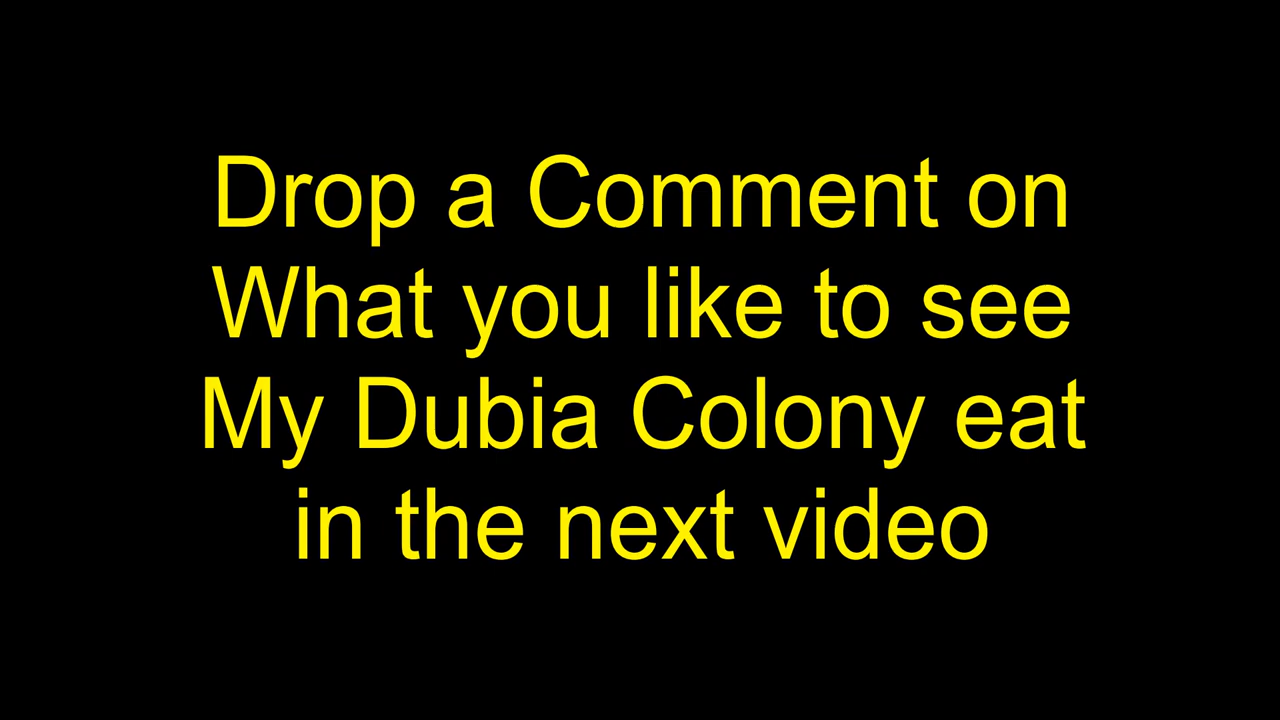 Drop a Comment on
What you like to see
My Dubia Colony eat
in the next video